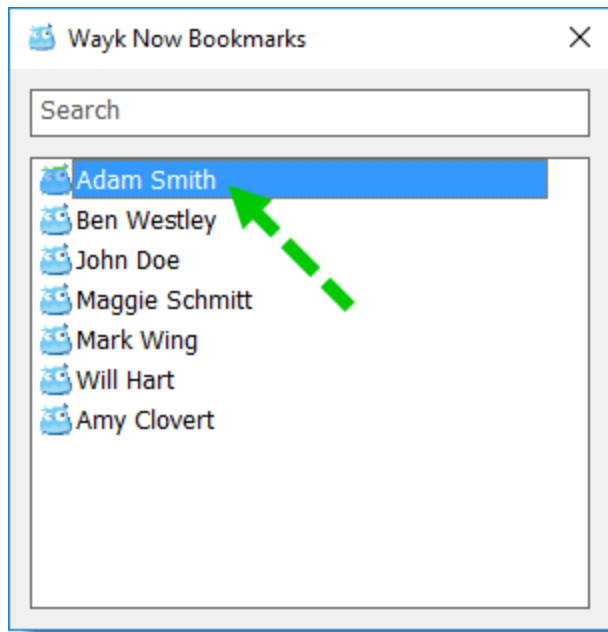 Wayk Now Bookmarks
Search
Adam Smith
Ben Westley
John Doe
Maggie Schmitt
Mark Wing
Will Hart
Amy Clovert